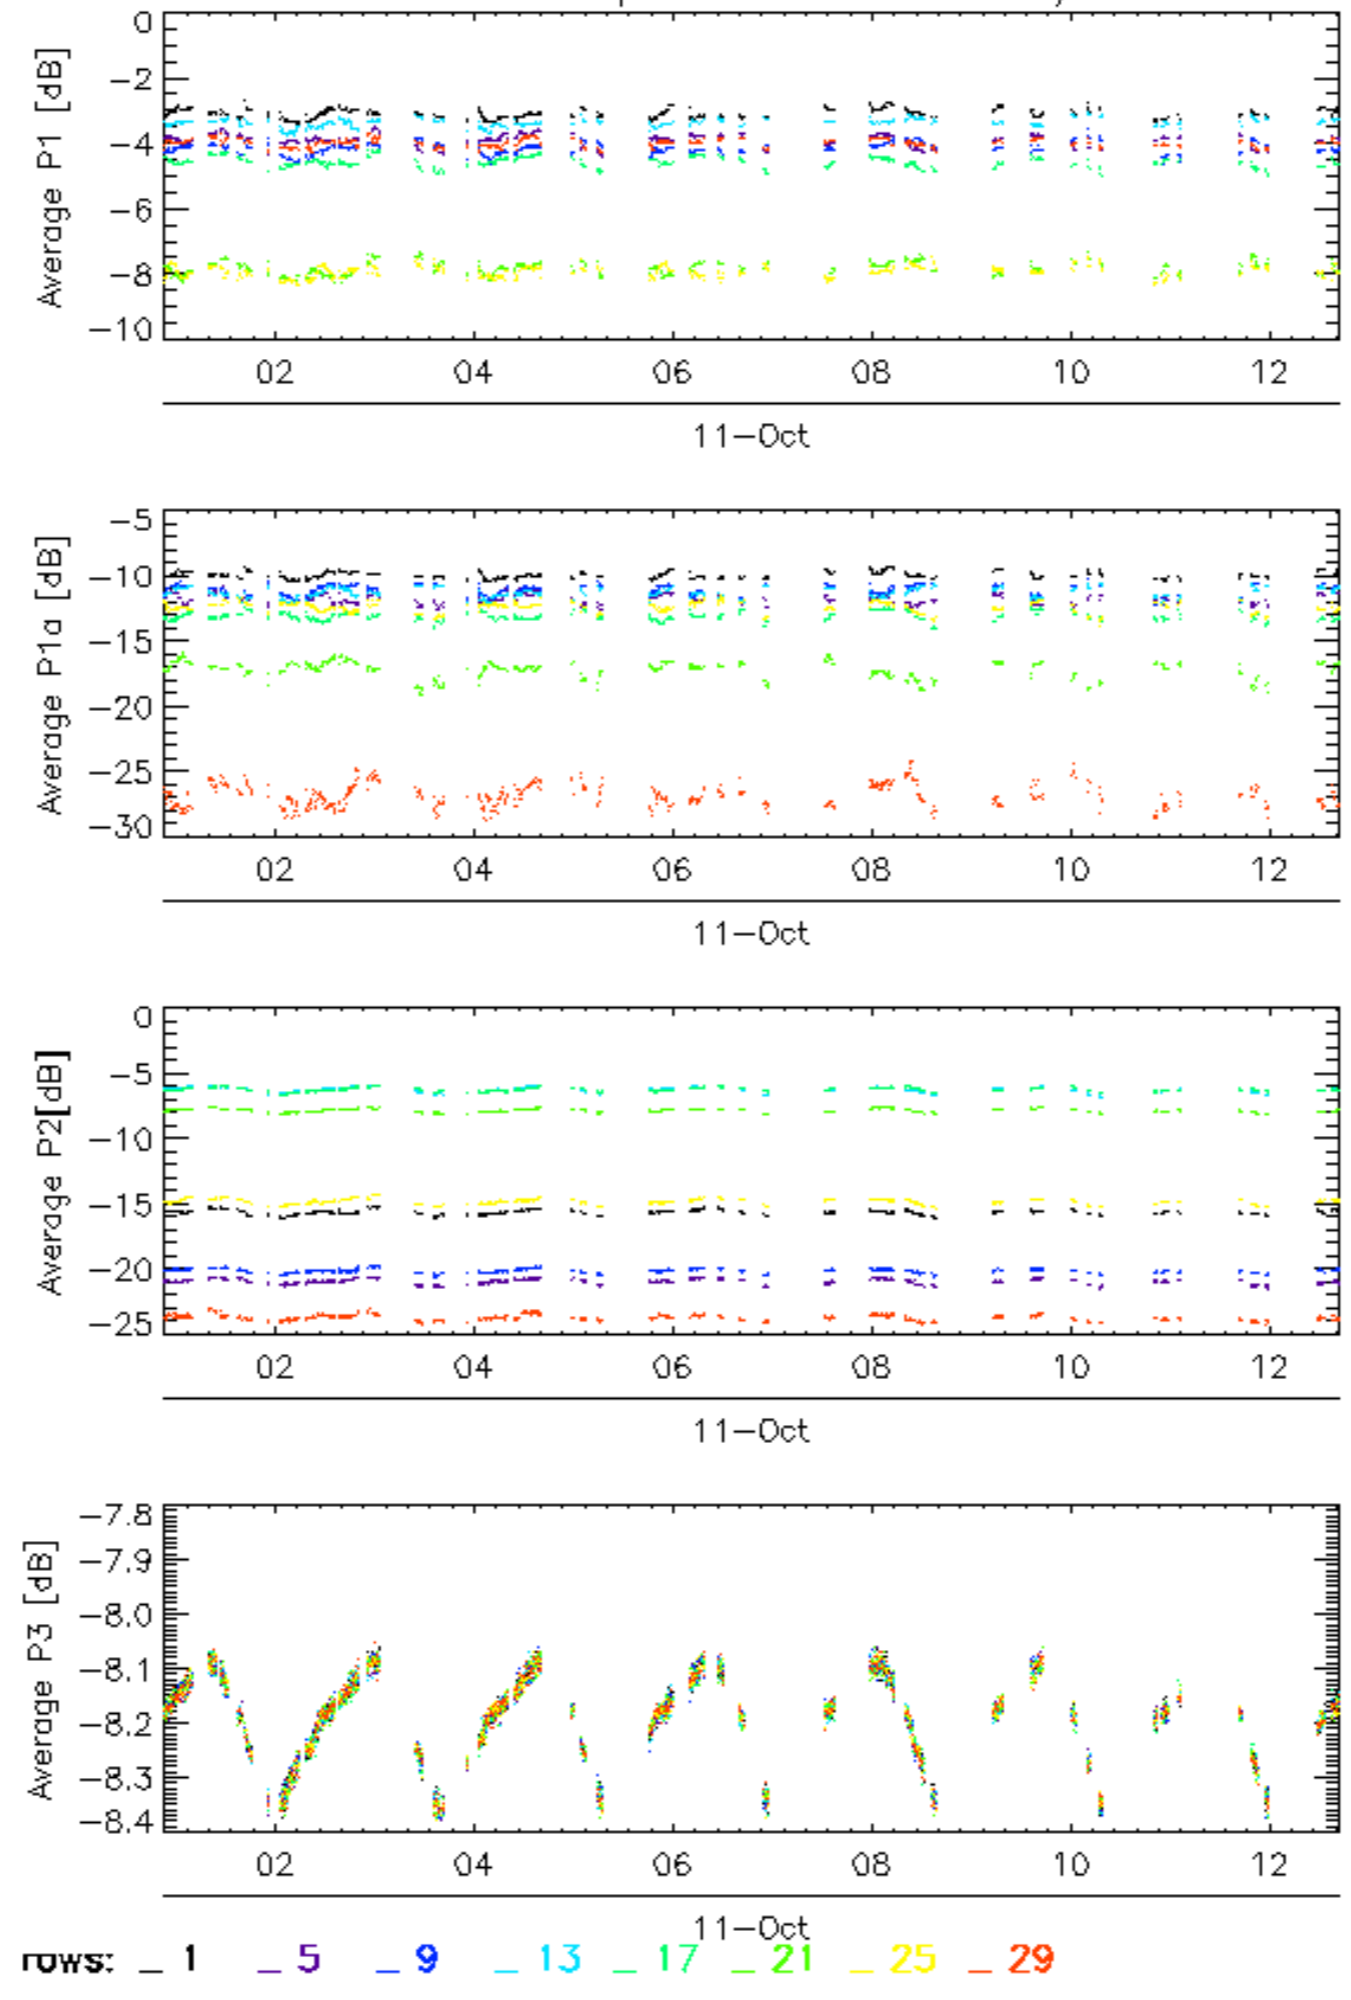 Average P1 [dB]
0
−2
−4
−6
−8
−10
02 04 06 08 10 12
11−Oct
Average P1a [dB]
−5
−10
−15
−20
−25
−30
02 04 06 08 10 12
11−Oct
Average P2[dB]
0
−5
−10
−15
−20
−25
02 04 06 08 10 12
11−Oct
Average P3 [dB]
−7.8
−7.9
−8.0
−8.1
−8.2
−8.3
−8.4
02 04 06 08 10 12
11−Oct
rows: _ 1 _ 5 _ 9 _ 13 _ 17 _ 21 _ 25 _ 29